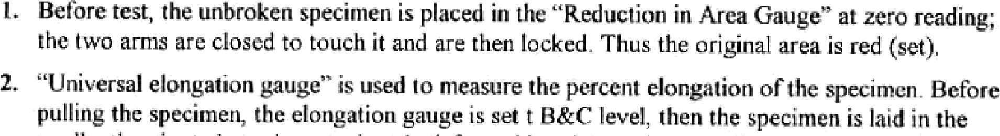 1. Before test, the unbroken specimen is placed in the “Reduction in Area Gauge” at zero reading;
the two arms are closed to touch it and are then locked. Thus the original area is red (set).
2. “Universal elongation gauge” is used to measure the percent elongation of the specimen. Before
pulling the specimen, the elongation gauge is set t B&C level, then the specimen is laid in the